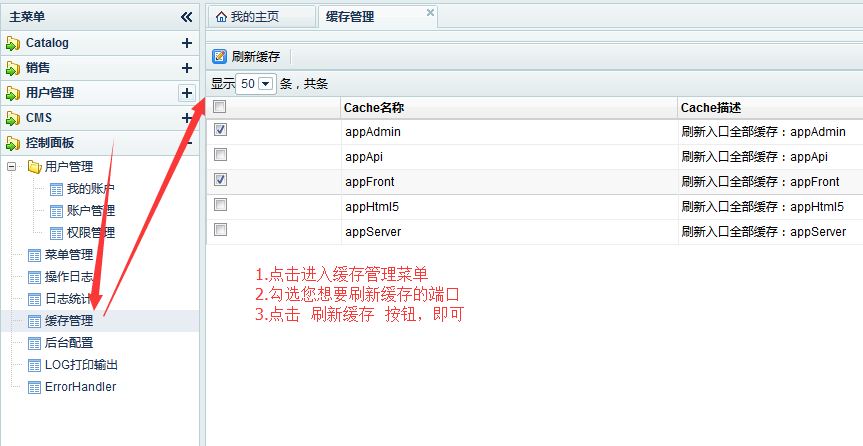 主菜单
Catalog
销售
用户管理
CMS
控制面板
用户管理
我的账户
账户管理
权限管理
菜单管理
操作日志
日志统计
缓存管理
后台配置
LOG打印输出
ErrorHandler
我的主页
缓存管理
刷新缓存
显示 50 条，共条
Cache名称 Cache描述
appAdmin 刷新入口全部缓存：appAdmin
appApi 刷新入口全部缓存：appApi
appFront 刷新入口全部缓存：appFront
appHtml5 刷新入口全部缓存：appHtml5
appServer 刷新入口全部缓存：appServer
1.点击进入缓存管理菜单
2.勾选您想要刷新缓存的端口
3.点击 刷新缓存 按钮，即可